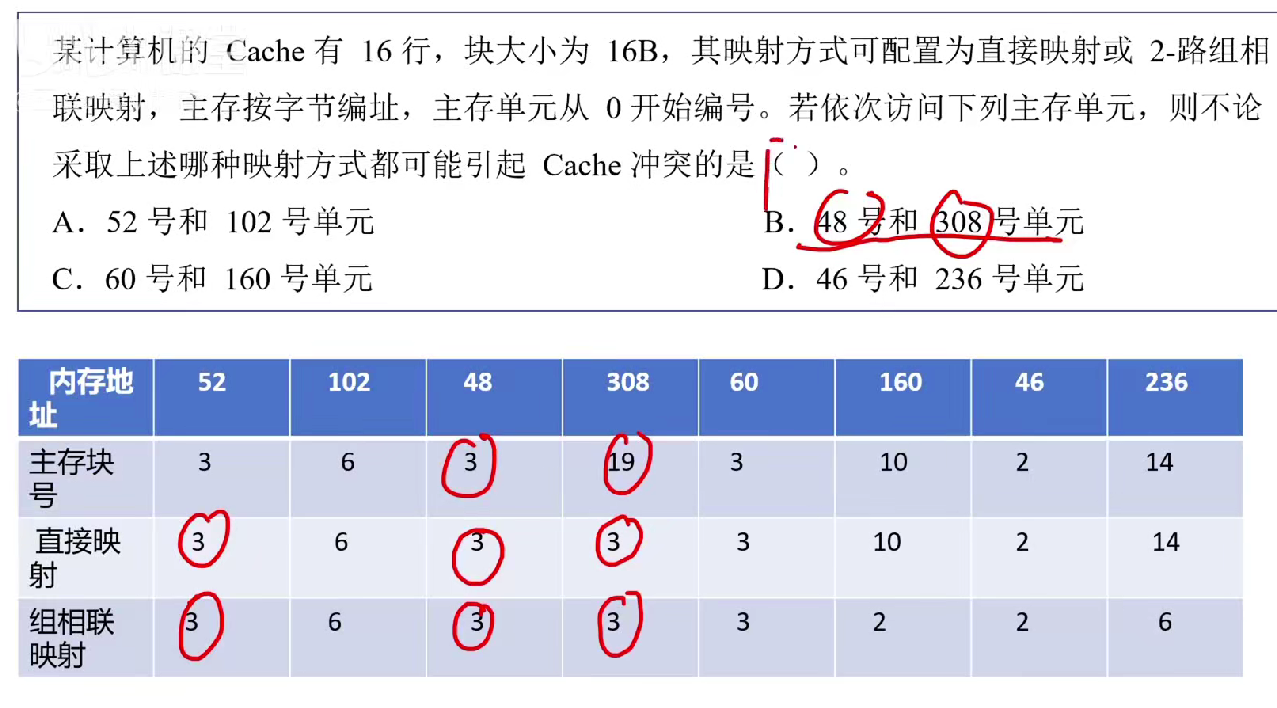 某计算机的 Cache 有 16 行，块大小为 16B，其映射方式可配置为直接映射或 2-路组相
联映射，主存按字节编址，主存单元从 0 开始编号。若依次访问下列主存单元，则不论
采取上述哪种映射方式都可能引起 Cache 冲突的是（ ）。
A．52 号和 102 号单元 B．48 号和 308 号单元
C．60 号和 160 号单元 D．46 号和 236 号单元
内存地 52 102 48 308 60 160 46 236
址
主存块 3 6 3 19 3 10 2 14
号
直接映 3 6 3 3 3 10 2 14
射
组相联 3 6 3 3 3 2 2 6
映射